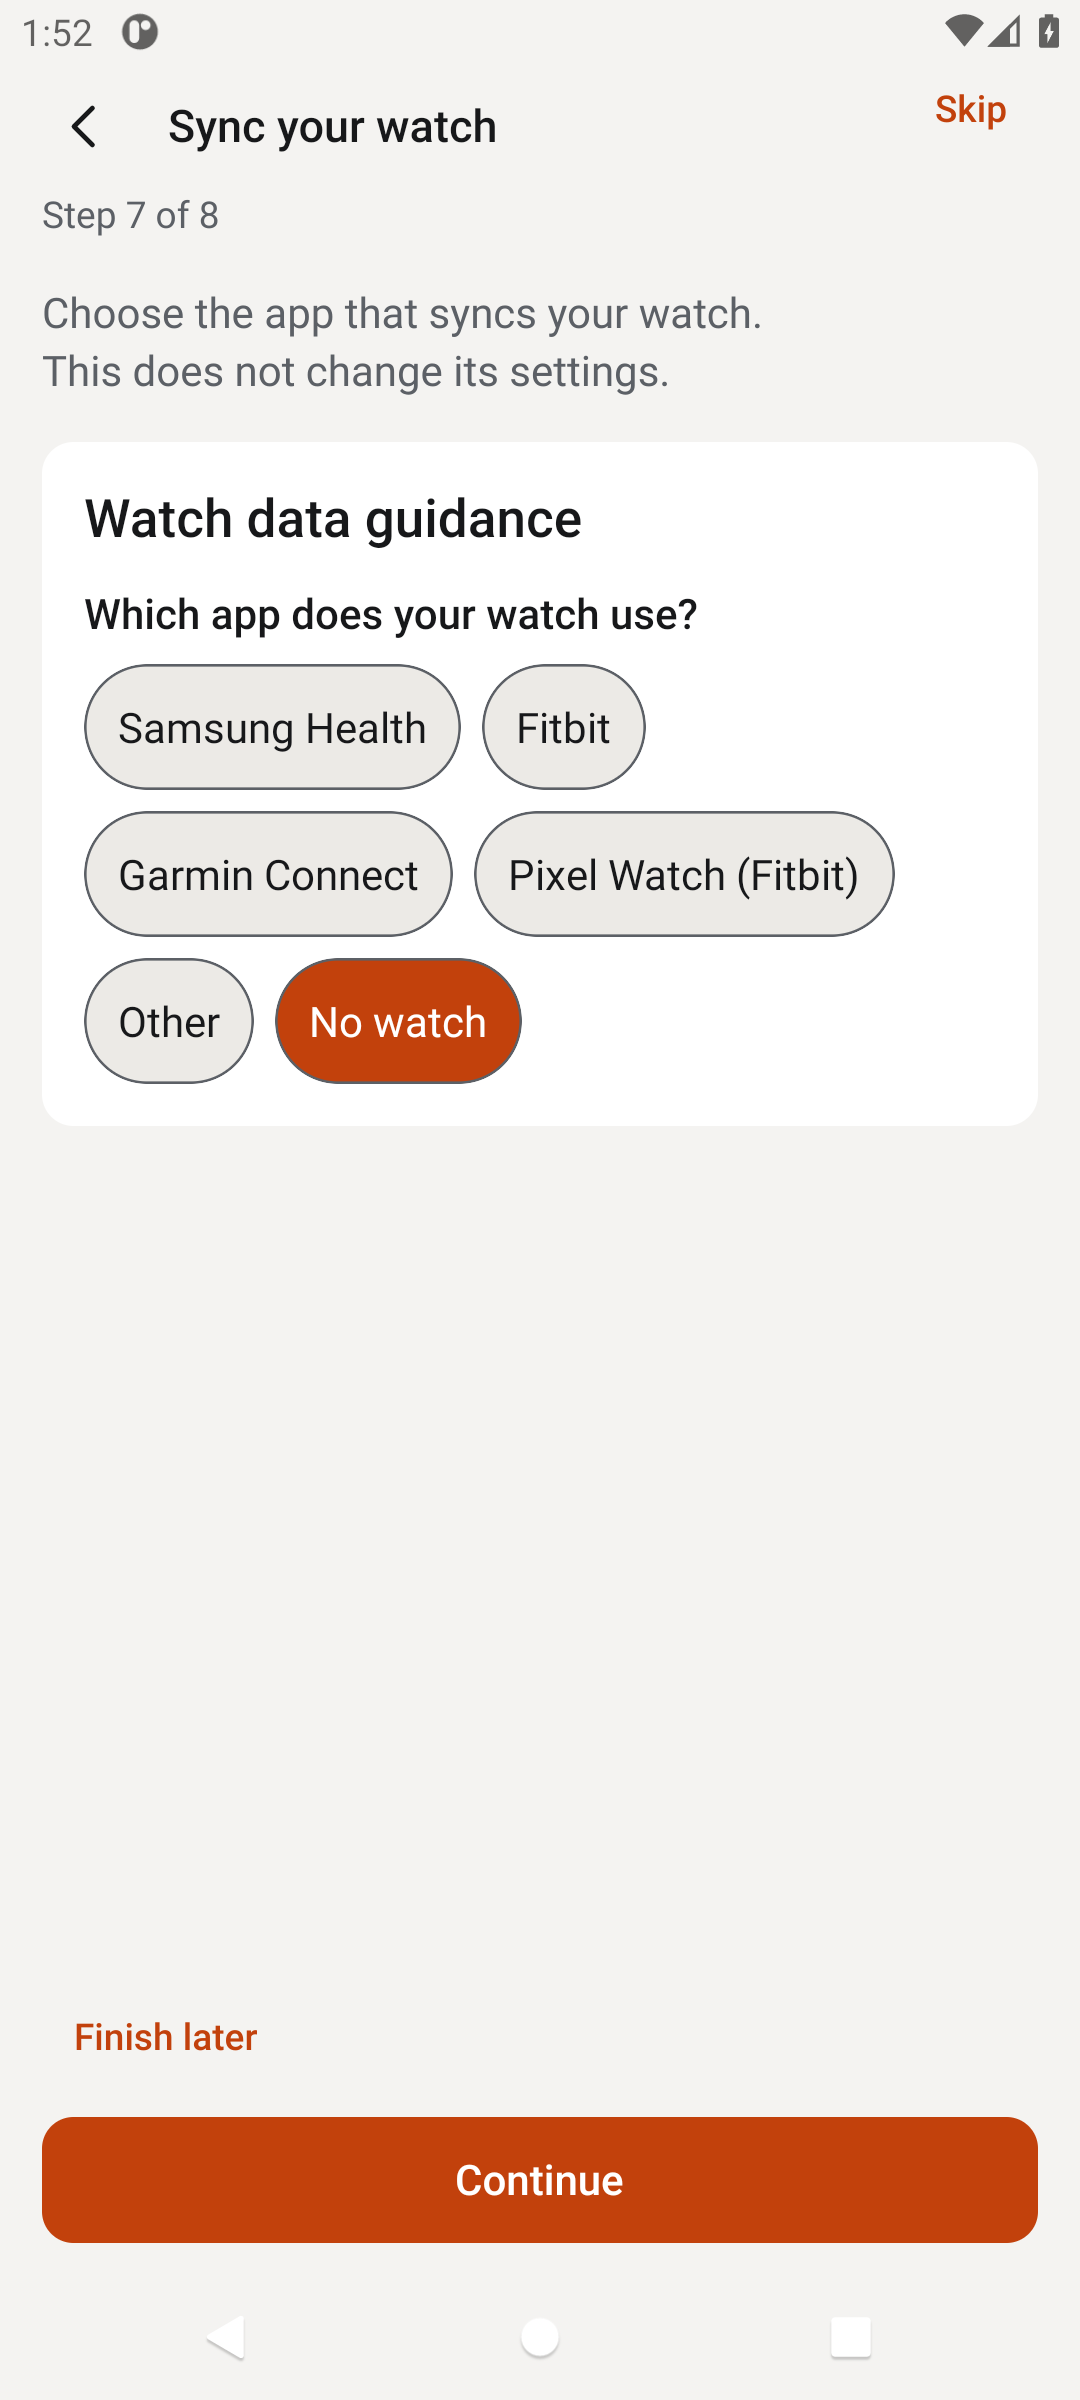 1:52
Sync your watch
Skip
Step 7 of 8
Choose the app that syncs your watch.
This does not change its settings.
Watch data guidance
Which app does your watch use?
Samsung Health
Fitbit
Garmin Connect
Pixel Watch (Fitbit)
Other
No watch
Finish later
Continue